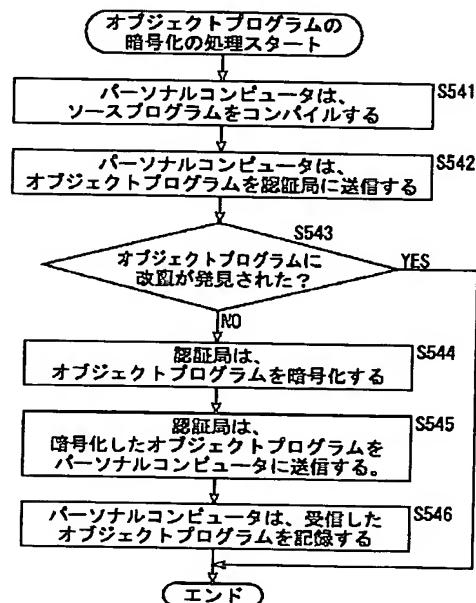 オブジェクトプログラムの
暗号化の処理スタート
S541
パーソナルコンピュータは、
ソースプログラムをコンパイルする
S542
パーソナルコンピュータは、
オブジェクトプログラムを認証局に送信する
S543
オブジェクトプログラムに
改竄が発見された？
YES
NO
S544
認証局は、
オブジェクトプログラムを暗号化する
S545
認証局は、
暗号化したオブジェクトプログラムを
パーソナルコンピュータに送信する。
S546
パーソナルコンピュータは、受信した
オブジェクトプログラムを記録する
エンド